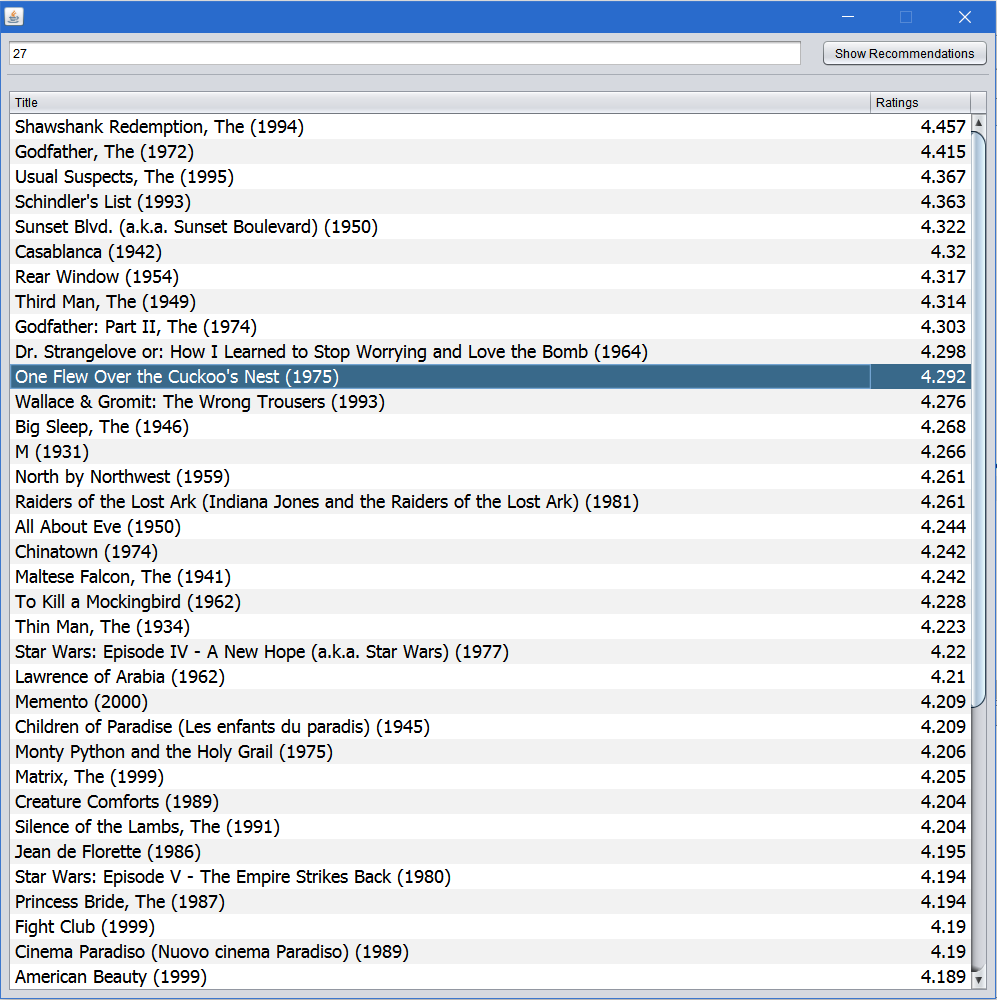 27 Show Recommendations
Title Ratings
Shawshank Redemption, The (1994) 4.457
Godfather, The (1972) 4.415
Usual Suspects, The (1995) 4.367
Schindler's List (1993) 4.363
Sunset Blvd. (a.k.a. Sunset Boulevard) (1950) 4.322
Casablanca (1942) 4.32
Rear Window (1954) 4.317
Third Man, The (1949) 4.314
Godfather: Part II, The (1974) 4.303
Dr. Strangelove or: How I Learned to Stop Worrying and Love the Bomb (1964) 4.298
One Flew Over the Cuckoo's Nest (1975) 4.292
Wallace & Gromit: The Wrong Trousers (1993) 4.276
Big Sleep, The (1946) 4.268
M (1931) 4.266
North by Northwest (1959) 4.261
Raiders of the Lost Ark (Indiana Jones and the Raiders of the Lost Ark) (1981) 4.261
All About Eve (1950) 4.244
Chinatown (1974) 4.242
Maltese Falcon, The (1941) 4.242
To Kill a Mockingbird (1962) 4.228
Thin Man, The (1934) 4.223
Star Wars: Episode IV - A New Hope (a.k.a. Star Wars) (1977) 4.22
Lawrence of Arabia (1962) 4.21
Memento (2000) 4.209
Children of Paradise (Les enfants du paradis) (1945) 4.209
Monty Python and the Holy Grail (1975) 4.206
Matrix, The (1999) 4.205
Creature Comforts (1989) 4.204
Silence of the Lambs, The (1991) 4.204
Jean de Florette (1986) 4.195
Star Wars: Episode V - The Empire Strikes Back (1980) 4.194
Princess Bride, The (1987) 4.194
Fight Club (1999) 4.19
Cinema Paradiso (Nuovo cinema Paradiso) (1989) 4.19
American Beauty (1999) 4.189